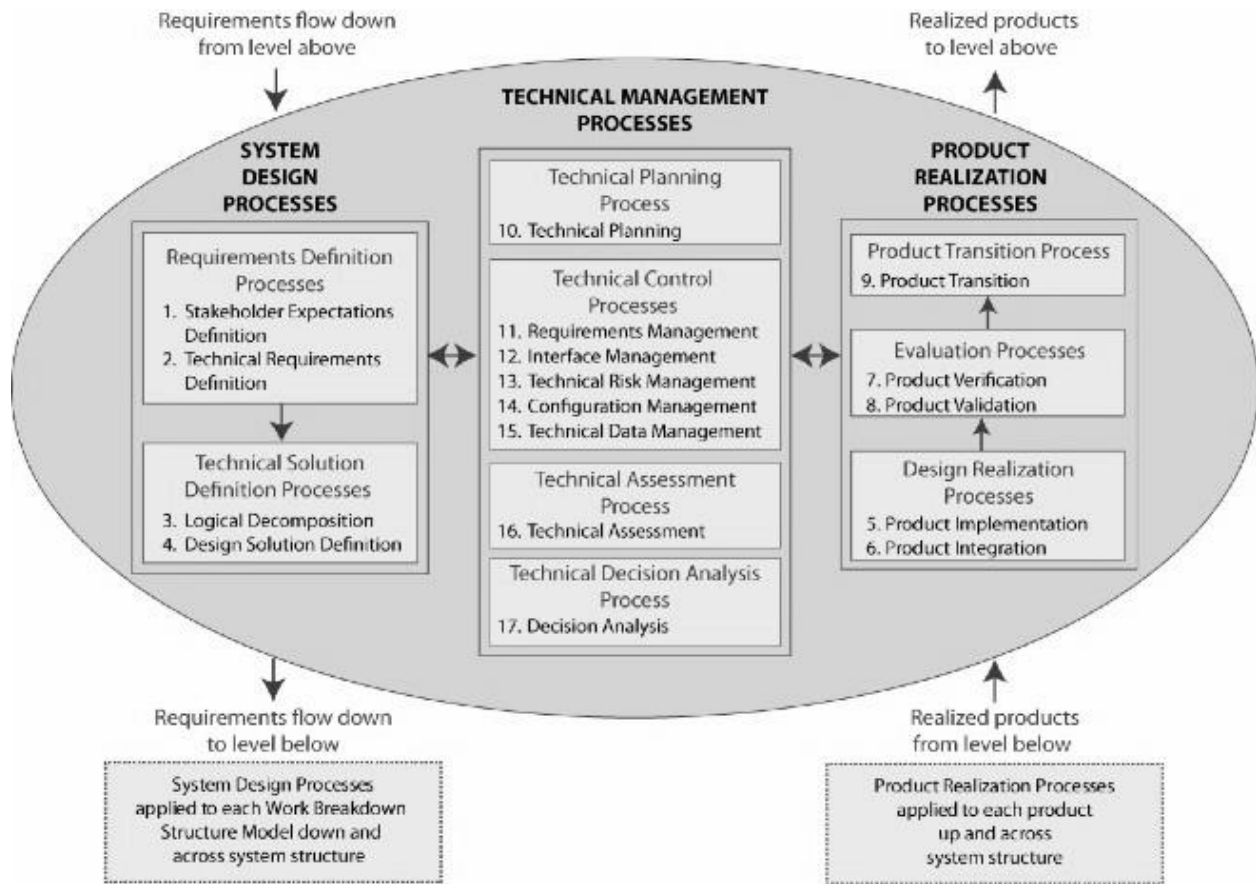 Requirements flow down
from level above
Realized products
to level above
TECHNICAL MANAGEMENT
PROCESSES
SYSTEM
DESIGN
PROCESSES
Requirements Definition
Processes
1. Stakeholder Expectations
Definition
2. Technical Requirements
Definition
Technical Solution
Definition Processes
3. Logical Decomposition
4. Design Solution Definition
Technical Planning
Process
10. Technical Planning
Technical Control
Processes
11. Requirements Management
12. Interface Management
13. Technical Risk Management
14. Configuration Management
15. Technical Data Management
Technical Assessment
Process
16. Technical Assessment
Technical Decision Analysis
Process
17. Decision Analysis
PRODUCT
REALIZATION
PROCESSES
Product Transition Process
9. Product Transition
Evaluation Processes
7. Product Verification
8. Product Validation
Design Realization
Processes
5. Product Implementation
6. Product Integration
Requirements flow down
to level below
Realized products
from level below
System Design Processes
applied to each Work Breakdown
Structure Model down and
across system structure
Product Realization Processes
applied to each product
up and across
system structure